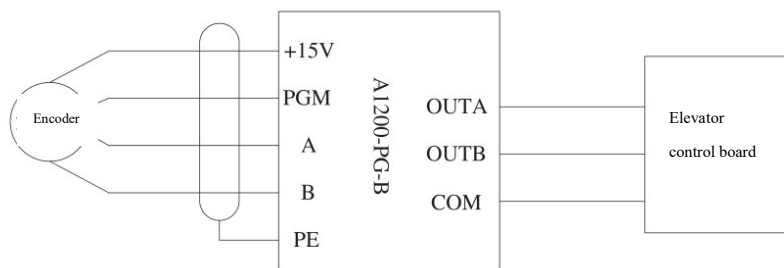 +15V
PGM
A
B
PE
Encoder
A1200-PG-B
OUTA
OUTB
COM
Elevator
control board